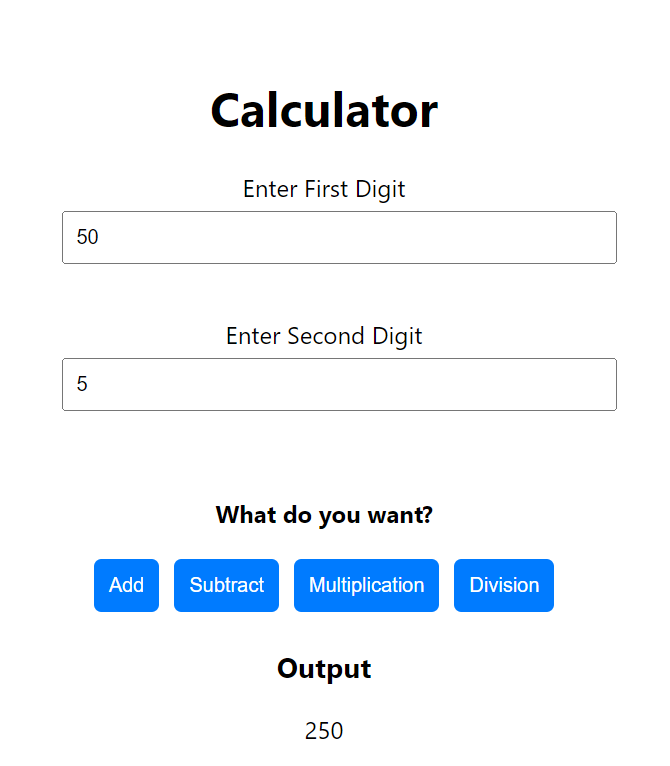 Calculator
Enter First Digit
50
Enter Second Digit
5
What do you want?
Add Subtract Multiplication Division
Output
250